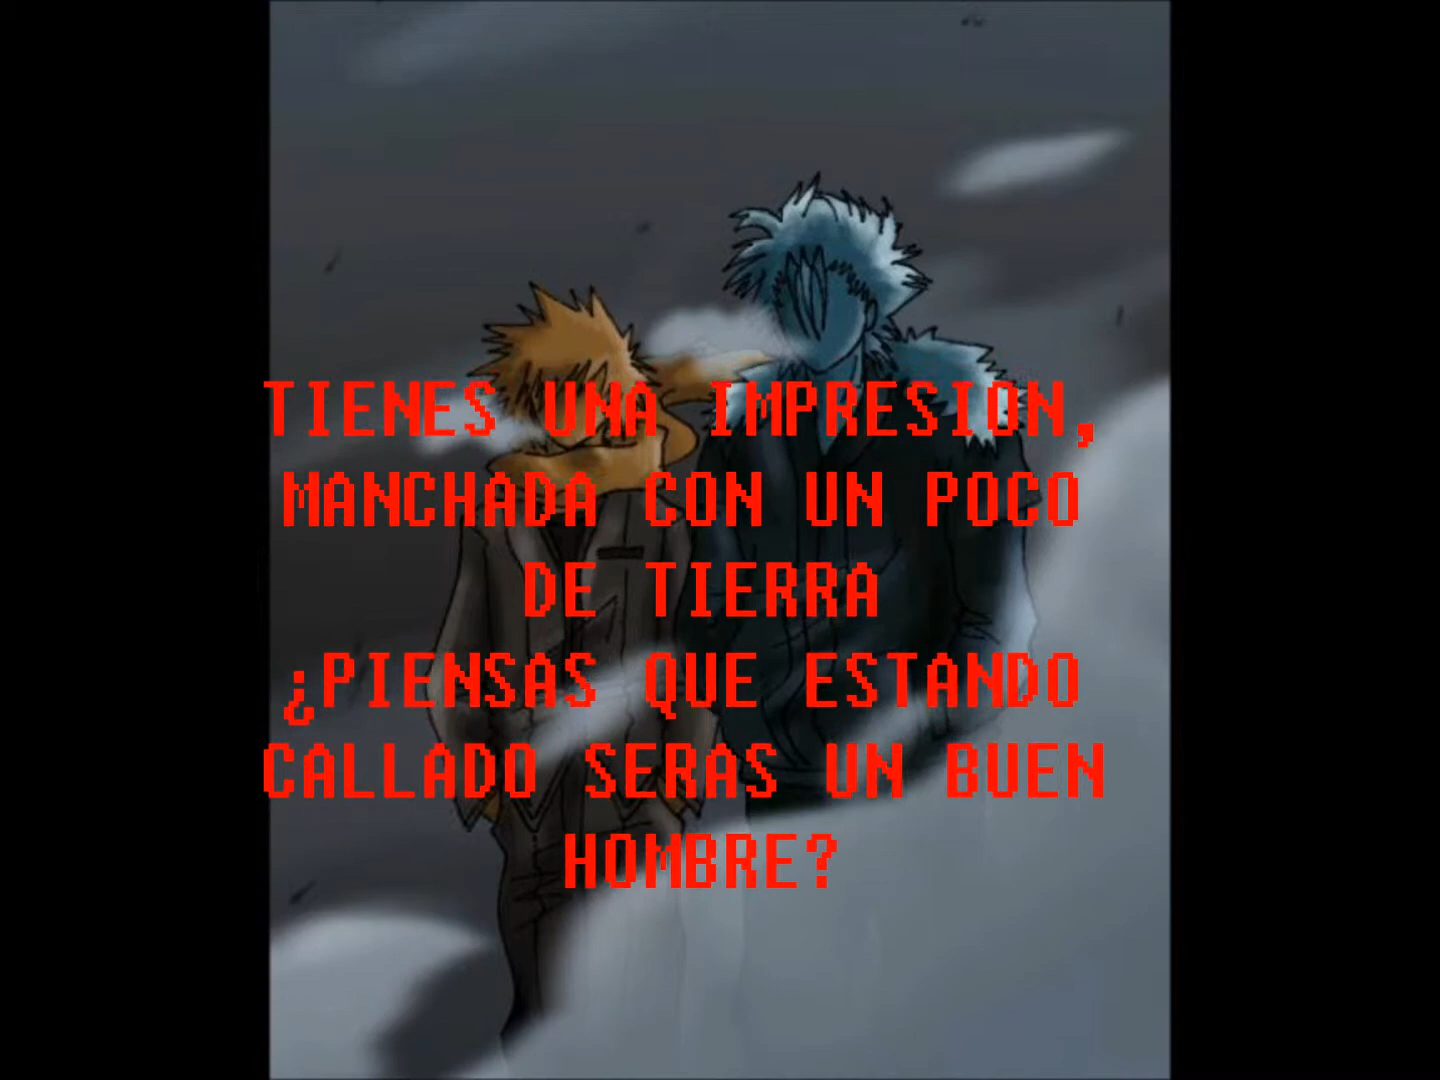 TIENES UNA IMPRESION,
MANCHADA CON UN POCO
DE TIERRA
¿PIENSAS QUE ESTANDO
CALLADO SERAS UN BUEN
HOMBRE?